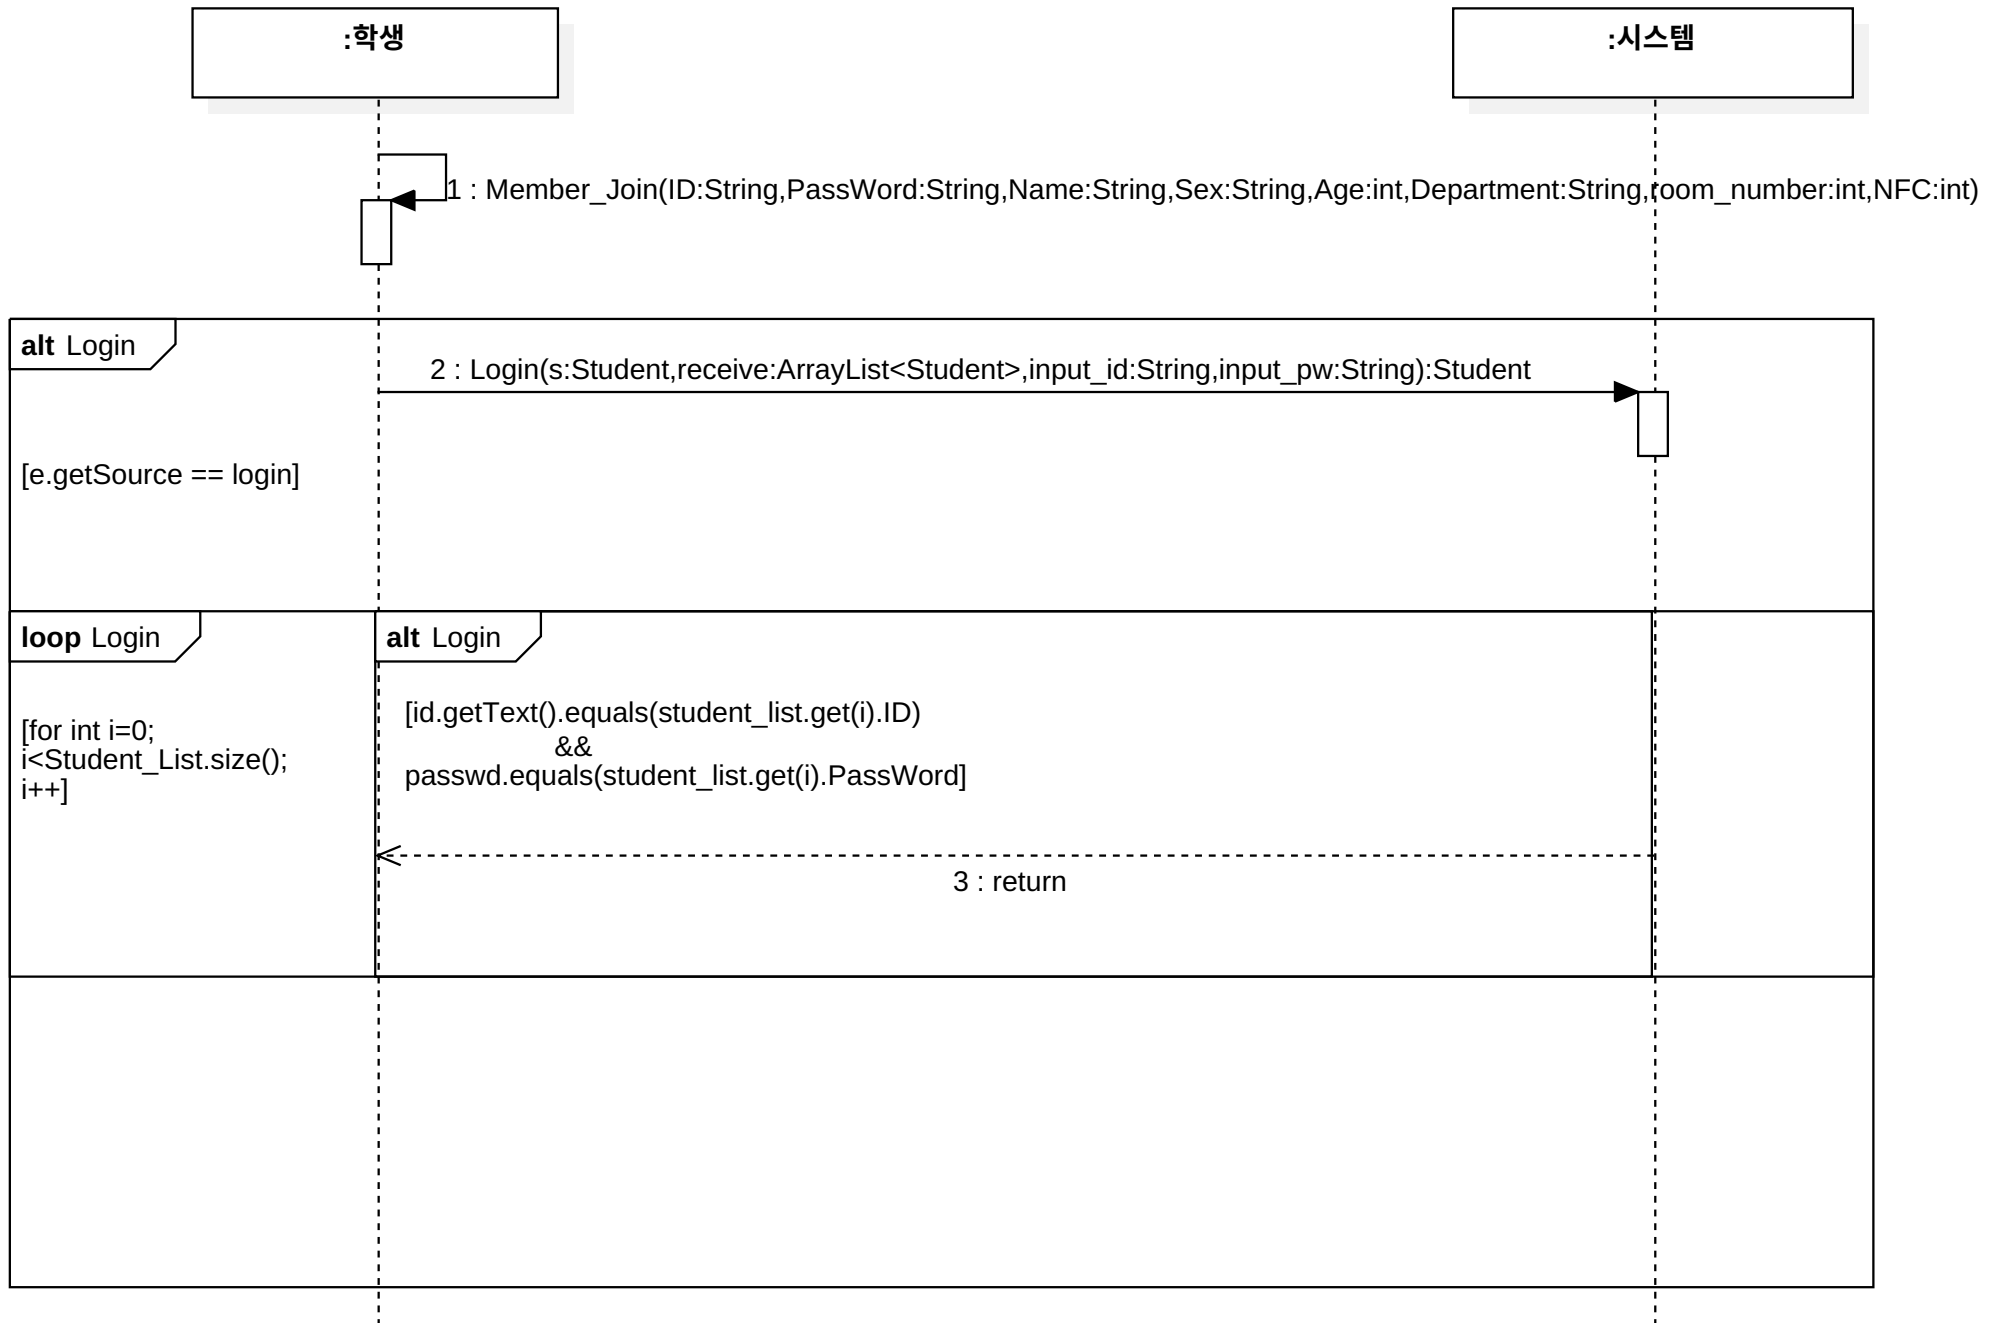 :학생
:시스템
1 : Member_Join(ID:String,PassWord:String,Name:String,Sex:String,Age:int,Department:String,room_number:int,NFC:int)
alt Login
2 : Login(s:Student,receive:ArrayList<Student>,input_id:String,input_pw:String):Student
[e.getSource == login]
loop Login
alt Login
[for int i=0;
i<Student_List.size();
i++]
[id.getText().equals(student_list.get(i).ID)
&&
passwd.equals(student_list.get(i).PassWord]
3 : return